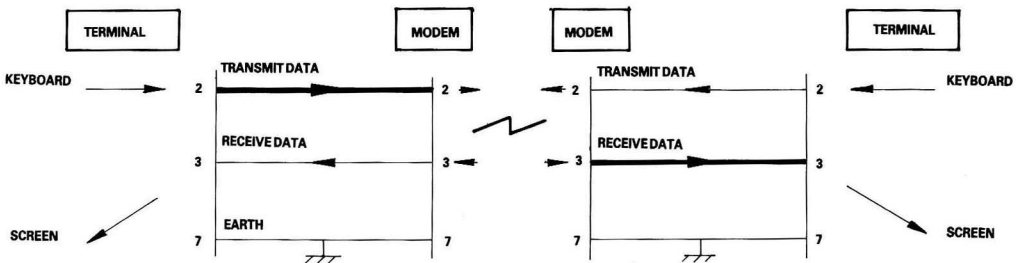 TERMINAL
MODEM
MODEM
TERMINAL
KEYBOARD
TRANSMIT DATA
TRANSMIT DATA
KEYBOARD
2
2
2
2
RECEIVE DATA
RECEIVE DATA
3
3
3
3
SCREEN
EARTH
SCREEN
7
7
7
7